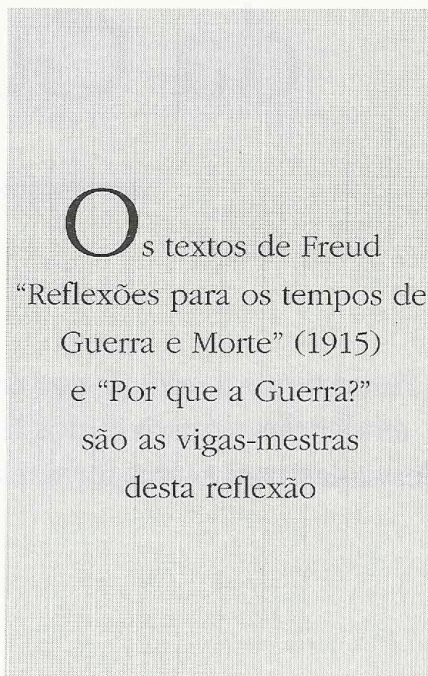 Os textos de Freud
“Reflexões para os tempos de
Guerra e Morte” (1915)
e “Por que a Guerra?”
são as vigas-mestras
desta reflexão